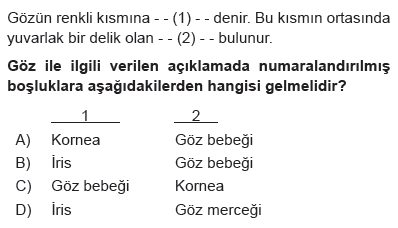 Gözün renkli kısmına - - (1) - - denir. Bu kısmın ortasında
yuvarlak bir delik olan - - (2) - - bulunur.
Göz ile ilgili verilen açıklamada numaralandırılmış
boşluklara aşağıdakilerden hangisi gelmelidir?
1 2
A) Kornea Göz bebeği
B) İris Göz bebeği
C) Göz bebeği Kornea
D) İris Göz merceği